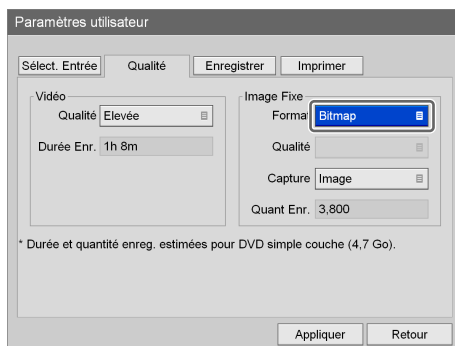 Paramètres utilisateur
Sélect. Entrée Qualité Enregistrer Imprimer
Vidéo
Qualité Elevée
Durée Enr. 1h 8m
Image Fixe
Format Bitmap
Qualité
Capture Image
Quant Enr. 3,800
* Durée et quantité enreg. estimées pour DVD simple couche (4,7 Go).
Appliquer Retour